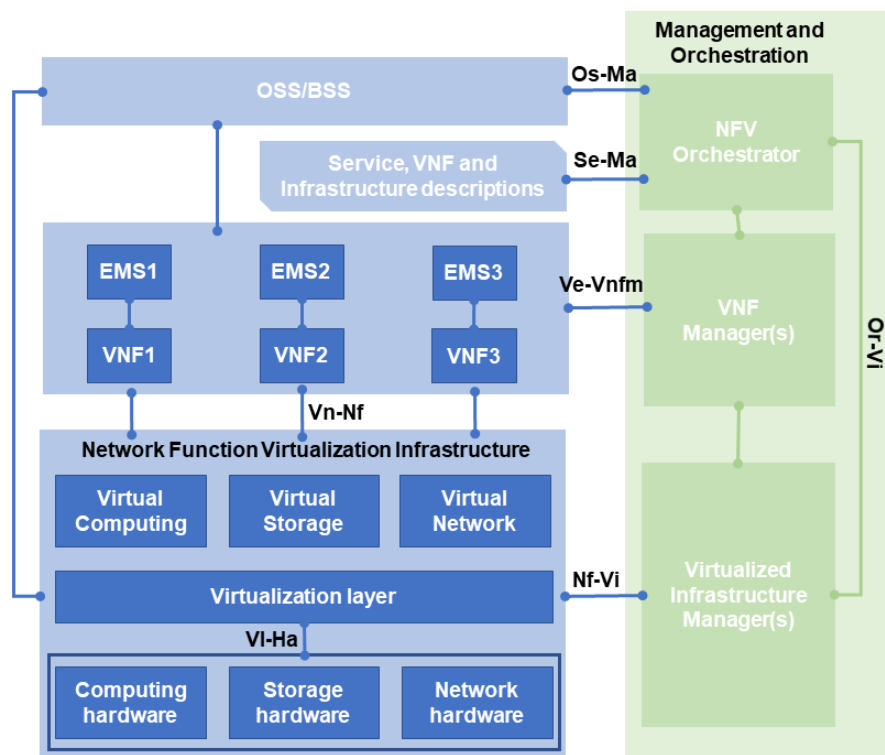 Management and
Orchestration
OSS/BSS
Os-Ma
NFV
Orchestrator
Service, VNF and
Infrastructure descriptions
Se-Ma
EMS1
EMS2
EMS3
Ve-Vnfm
VNF
Manager(s)
Or-Vi
VNF1
VNF2
VNF3
Vn-Nf
Network Function Virtualization Infrastructure
Virtual
Computing
Virtual
Storage
Virtual
Network
Virtualization layer
Nf-Vi
Virtualized
Infrastructure
Manager(s)
Vl-Ha
Computing
hardware
Storage
hardware
Network
hardware